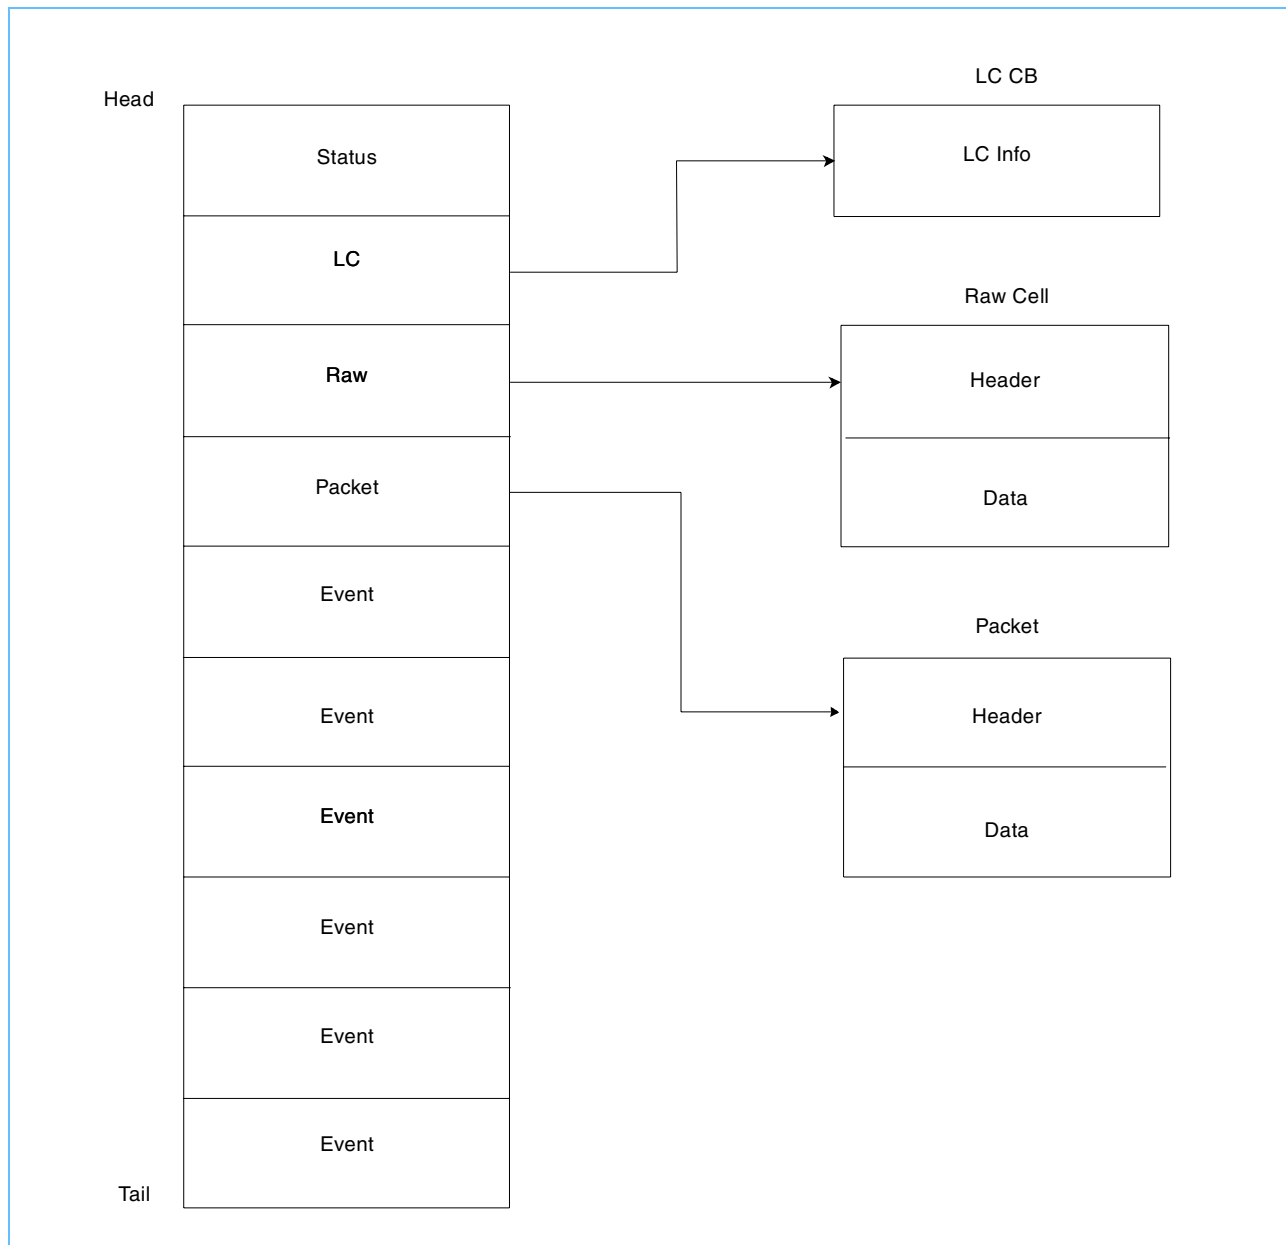 Head
Status
LC
Raw
Packet
Event
Event
Event
Event
Event
Event
Tail
LC CB
LC Info
Raw Cell
Header
Data
Packet
Header
Data